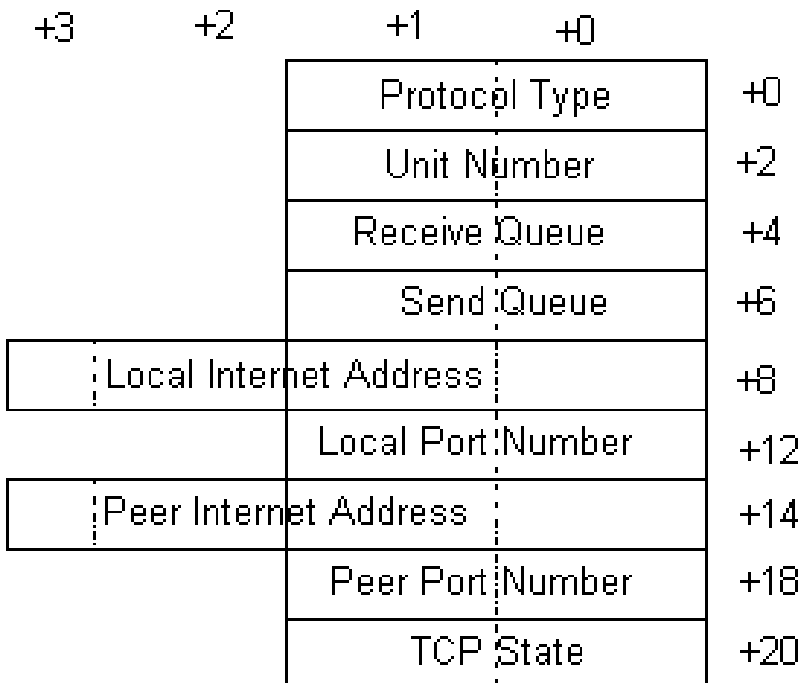 +3 +2 +1 +0
Protocol Type +0
Unit Number +2
Receive Queue +4
Send Queue +6
Local Internet Address +8
Local Port Number +12
Peer Internet Address +14
Peer Port Number +18
TCP State +20